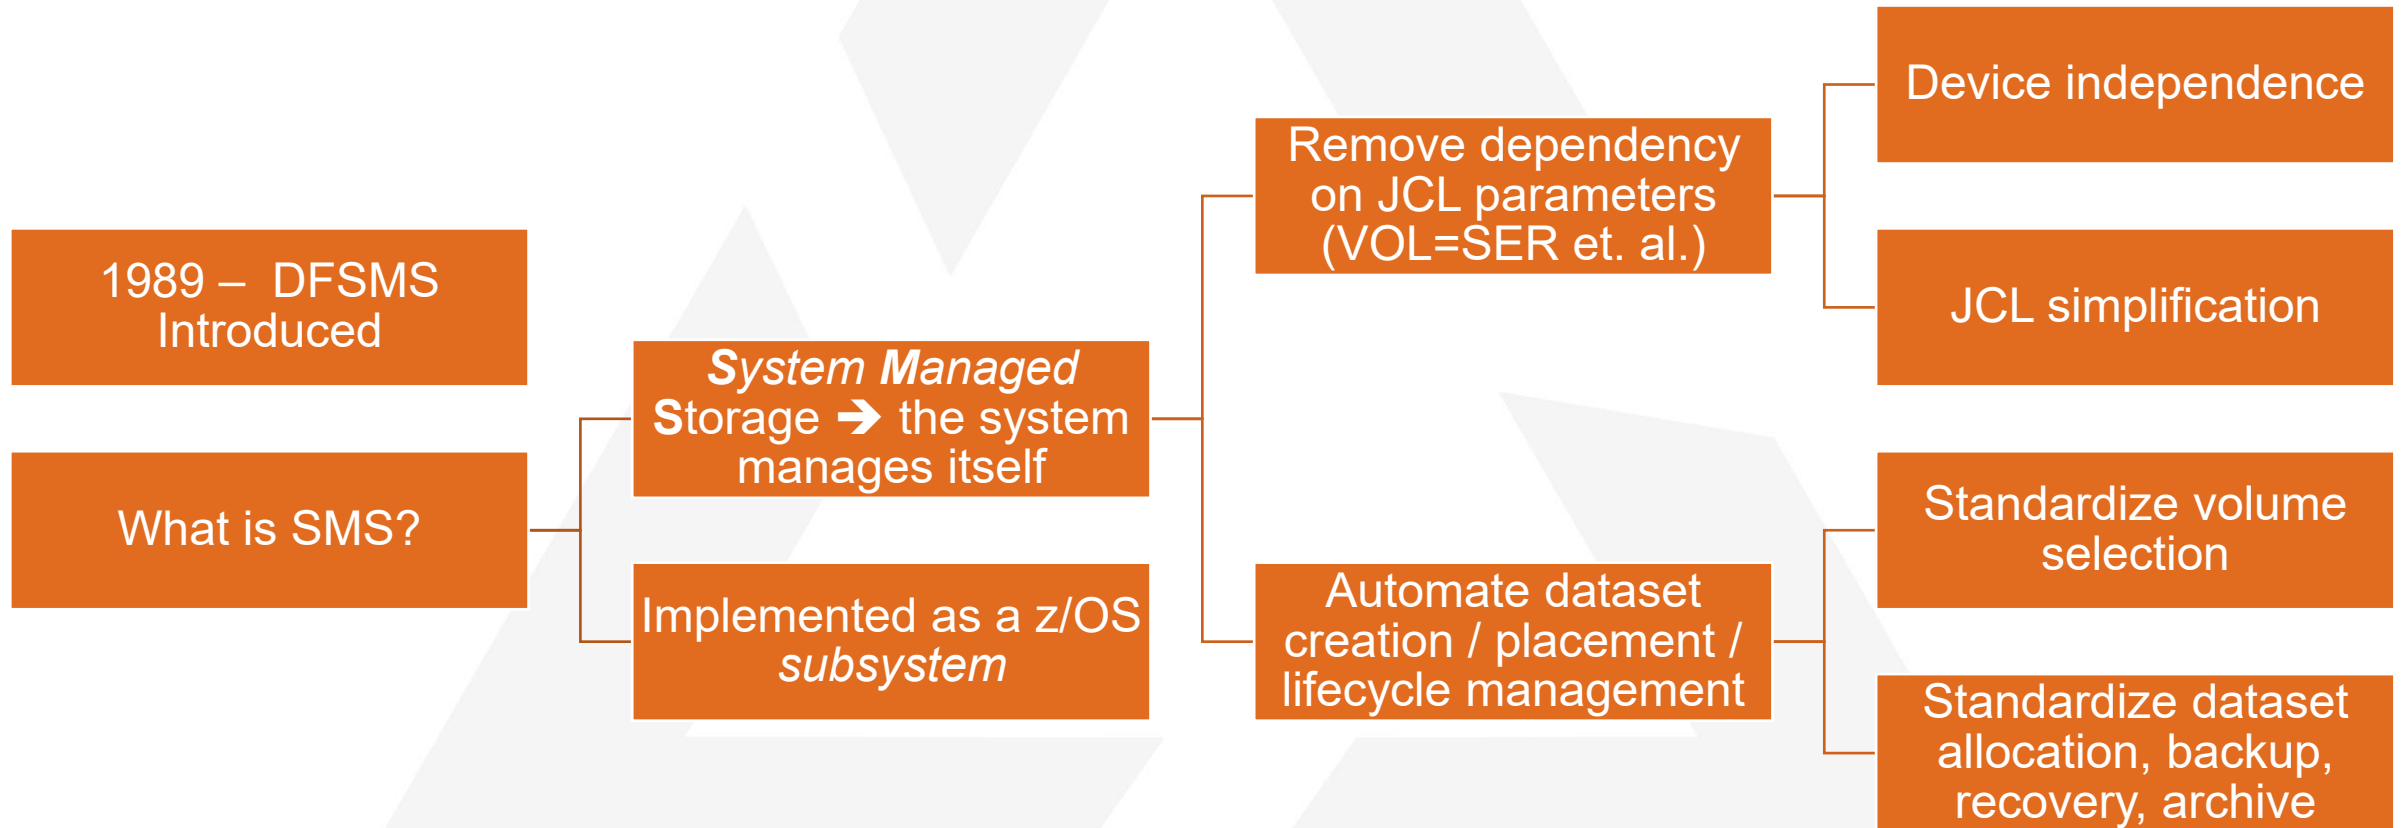 1989 –  DFSMS
Introduced
What is SMS?
System Managed
Storage ➔ the system
manages itself
Implemented as a z/OS
subsystem
Remove dependency
on JCL parameters
(VOL=SER et. al.)
Automate dataset
creation / placement /
lifecycle management
Device independence
JCL simplification
Standardize volume
selection
Standardize dataset
allocation, backup,
recovery, archive